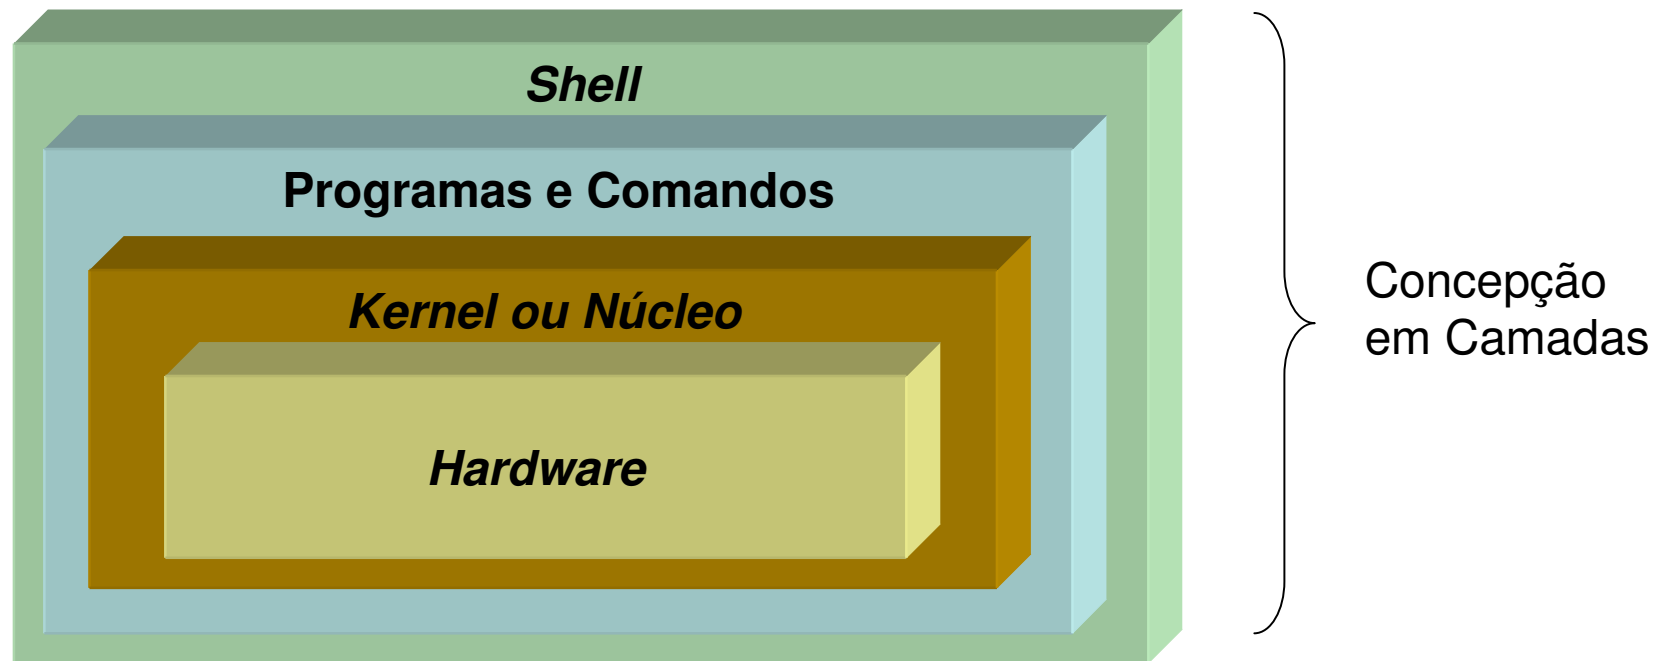 Shell
Programas e Comandos
Kernel ou Núcleo
Hardware
Concepção
em Camadas